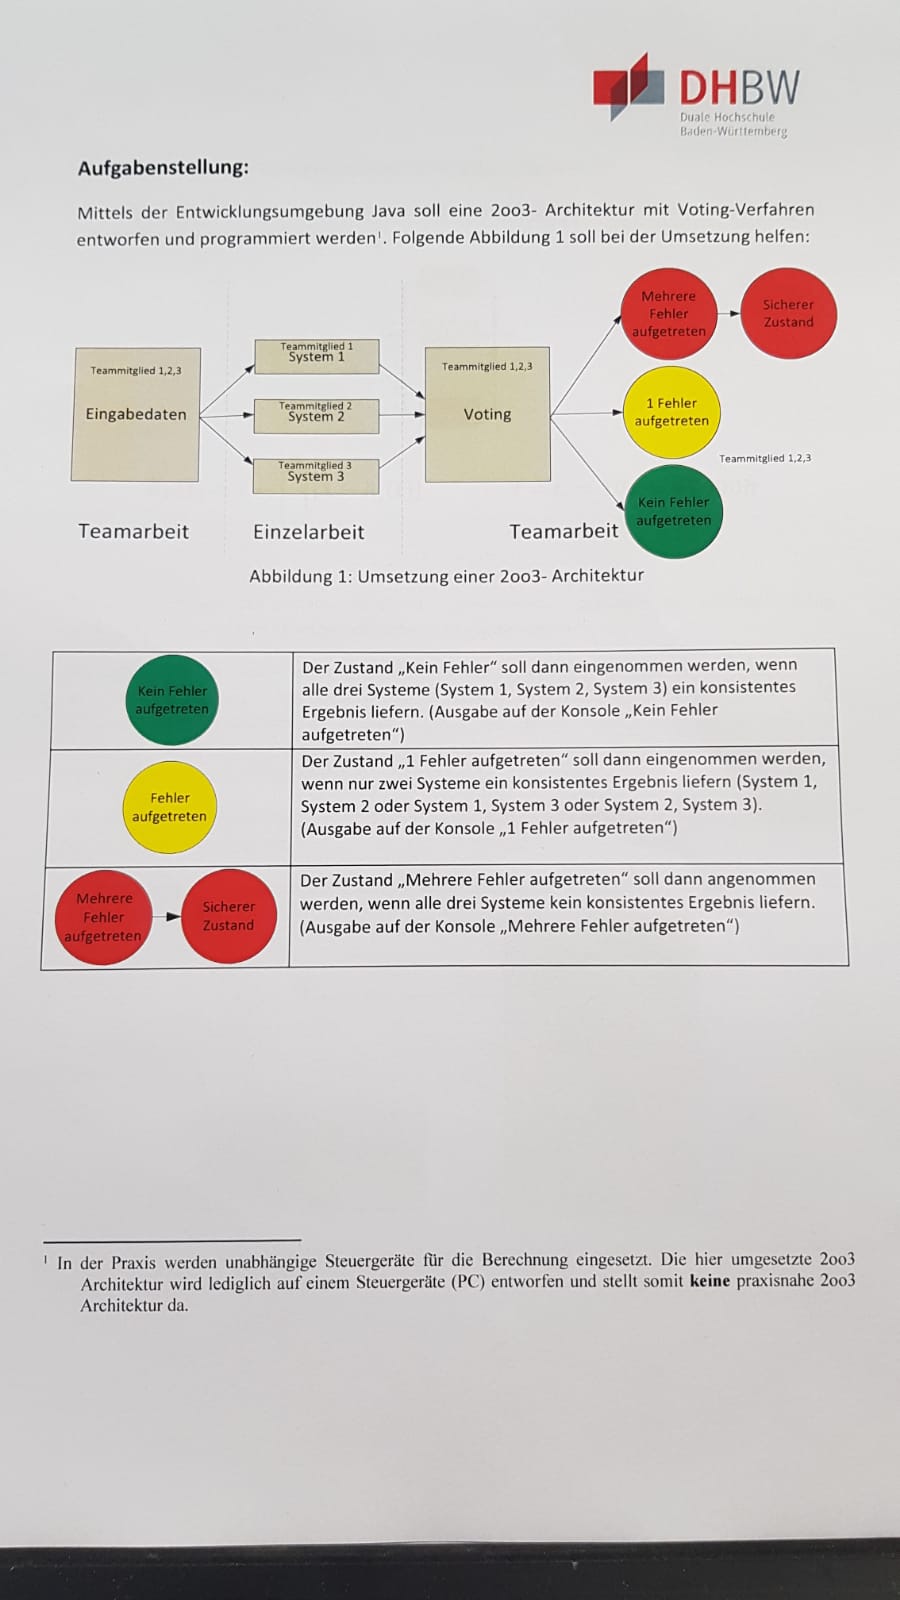 DHBW
Duale Hochschule
Baden-Württemberg
Aufgabenstellung:
Mittels der Entwicklungsumgebung Java soll eine 2oo3- Architektur mit Voting-Verfahren
entworfen und programmiert werden¹. Folgende Abbildung 1 soll bei der Umsetzung helfen:
Teammitglied 1,2,3
Eingabedaten
Teammitglied 1
System 1
Teammitglied 2
System 2
Teammitglied 3
System 3
Teammitglied 1,2,3
Voting
Mehrere
Fehler
aufgetreten
Sicherer
Zustand
1 Fehler
aufgetreten
Teammitglied 1,2,3
Kein Fehler
aufgetreten
Teamarbeit
Einzelarbeit
Teamarbeit
Abbildung 1: Umsetzung einer 2oo3- Architektur
Kein Fehler
aufgetreten
Der Zustand „Kein Fehler“ soll dann eingenommen werden, wenn
alle drei Systeme (System 1, System 2, System 3) ein konsistentes
Ergebnis liefern. (Ausgabe auf der Konsole „Kein Fehler
aufgetreten“)
Fehler
aufgetreten
Der Zustand „1 Fehler aufgetreten“ soll dann eingenommen werden,
wenn nur zwei Systeme ein konsistentes Ergebnis liefern (System 1,
System 2 oder System 1, System 3 oder System 2, System 3).
(Ausgabe auf der Konsole „1 Fehler aufgetreten“)
Mehrere
Fehler
aufgetreten
Sicherer
Zustand
Der Zustand „Mehrere Fehler aufgetreten“ soll dann angenommen
werden, wenn alle drei Systeme kein konsistentes Ergebnis liefern.
(Ausgabe auf der Konsole „Mehrere Fehler aufgetreten“)
¹ In der Praxis werden unabhängige Steuergeräte für die Berechnung eingesetzt. Die hier umgesetzte 2oo3
Architektur wird lediglich auf einem Steuergeräte (PC) entworfen und stellt somit keine praxisnahe 2oo3
Architektur da.